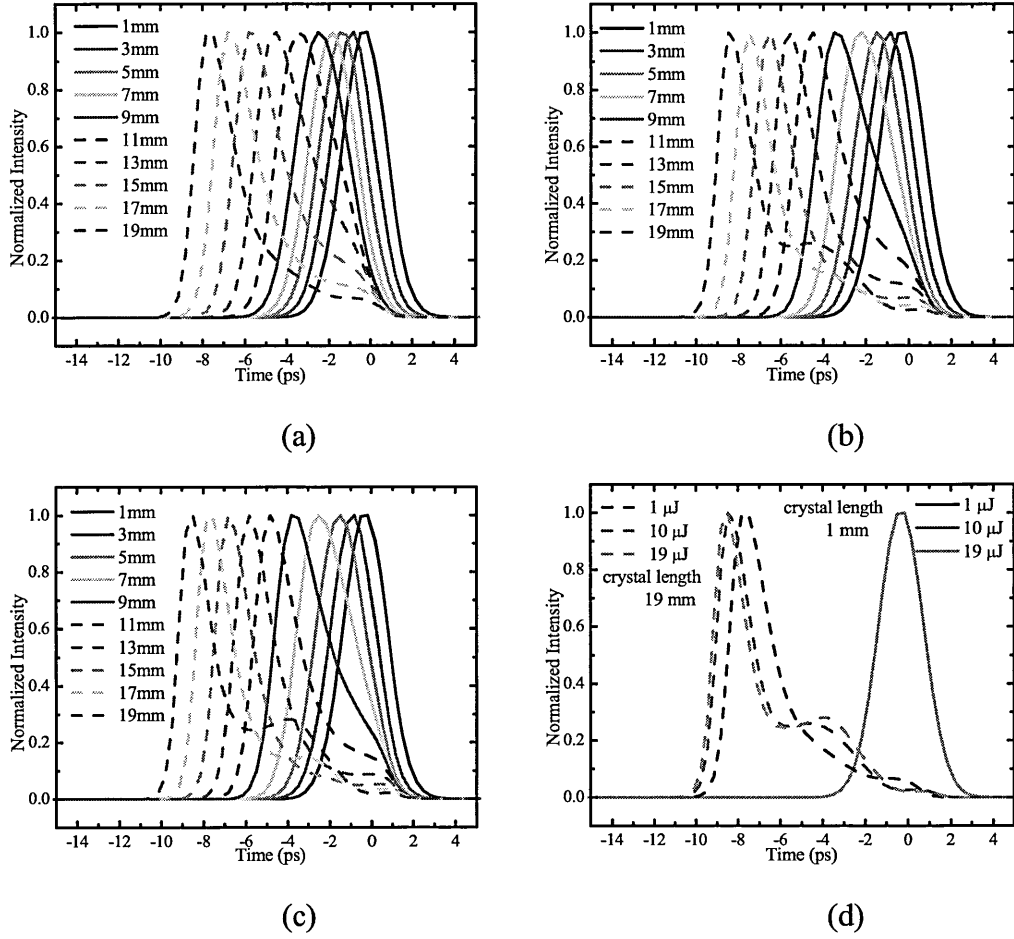 1.0
0.8
0.6
0.4
0.2
0.0
Normalized Intensity
1mm
3mm
5mm
7mm
9mm
11mm
13mm
15mm
17mm
19mm
-14 -12 -10 -8 -6 -4 -2 0 2 4
Time (ps)
(a)
1.0
0.8
0.6
0.4
0.2
0.0
Normalized Intensity
1mm
3mm
5mm
7mm
9mm
11mm
13mm
15mm
17mm
19mm
-14 -12 -10 -8 -6 -4 -2 0 2 4
Time (ps)
(b)
1.0
0.8
0.6
0.4
0.2
0.0
Normalized Intensity
1mm
3mm
5mm
7mm
9mm
11mm
13mm
15mm
17mm
19mm
-14 -12 -10 -8 -6 -4 -2 0 2 4
Time (ps)
(c)
1.0
0.8
0.6
0.4
0.2
0.0
Normalized Intensity
1 µJ
10 µJ
19 µJ
crystal length
19 mm
crystal length
1 mm
1 µJ
10 µJ
19 µJ
-14 -12 -10 -8 -6 -4 -2 0 2 4
Time (ps)
(d)